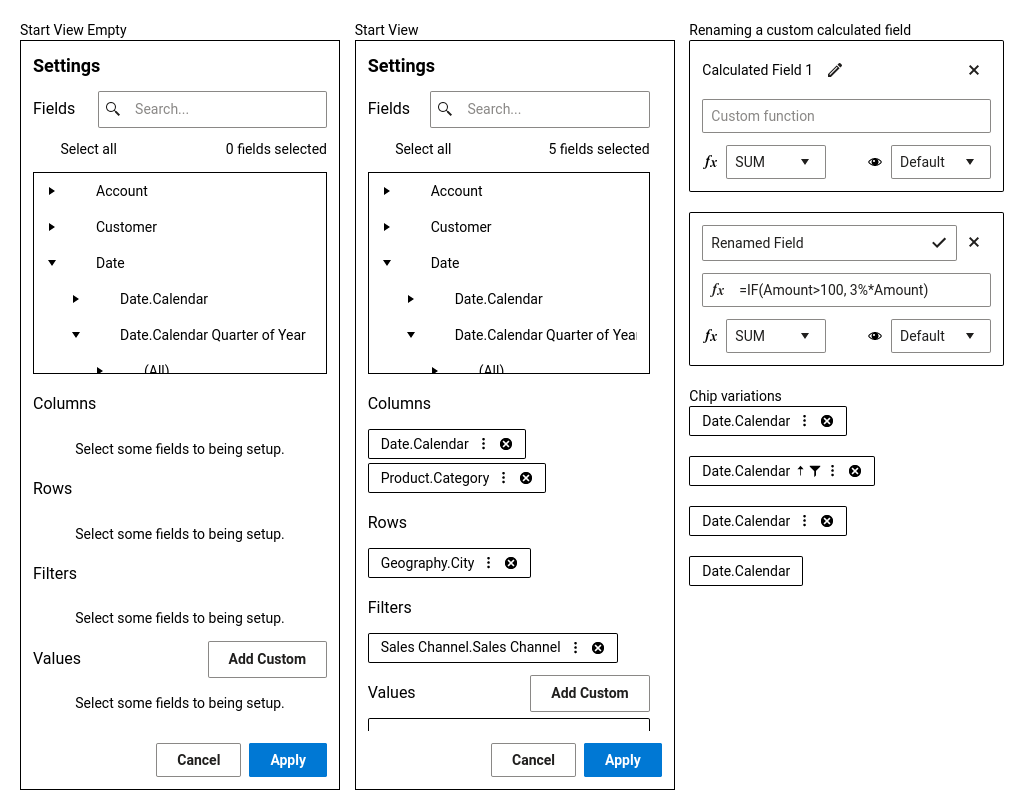 Start View Empty
Settings
Fields
Search...
Select all
0 fields selected
Account
Customer
Date
Date.Calendar
Date.Calendar Quarter of Year
(All)
Columns
Select some fields to being setup.
Rows
Select some fields to being setup.
Filters
Select some fields to being setup.
Values
Add Custom
Select some fields to being setup.
Cancel
Apply
Start View
Settings
Fields
Search...
Select all
5 fields selected
Account
Customer
Date
Date.Calendar
Date.Calendar Quarter of Year
(All)
Columns
Date.Calendar
Product.Category
Rows
Geography.City
Filters
Sales Channel.Sales Channel
Values
Add Custom
Cancel
Apply
Renaming a custom calculated field
Calculated Field 1
Custom function
fx
SUM
Default
Renamed Field
fx =IF(Amount>100, 3%*Amount)
fx
SUM
Default
Chip variations
Date.Calendar
Date.Calendar
Date.Calendar
Date.Calendar